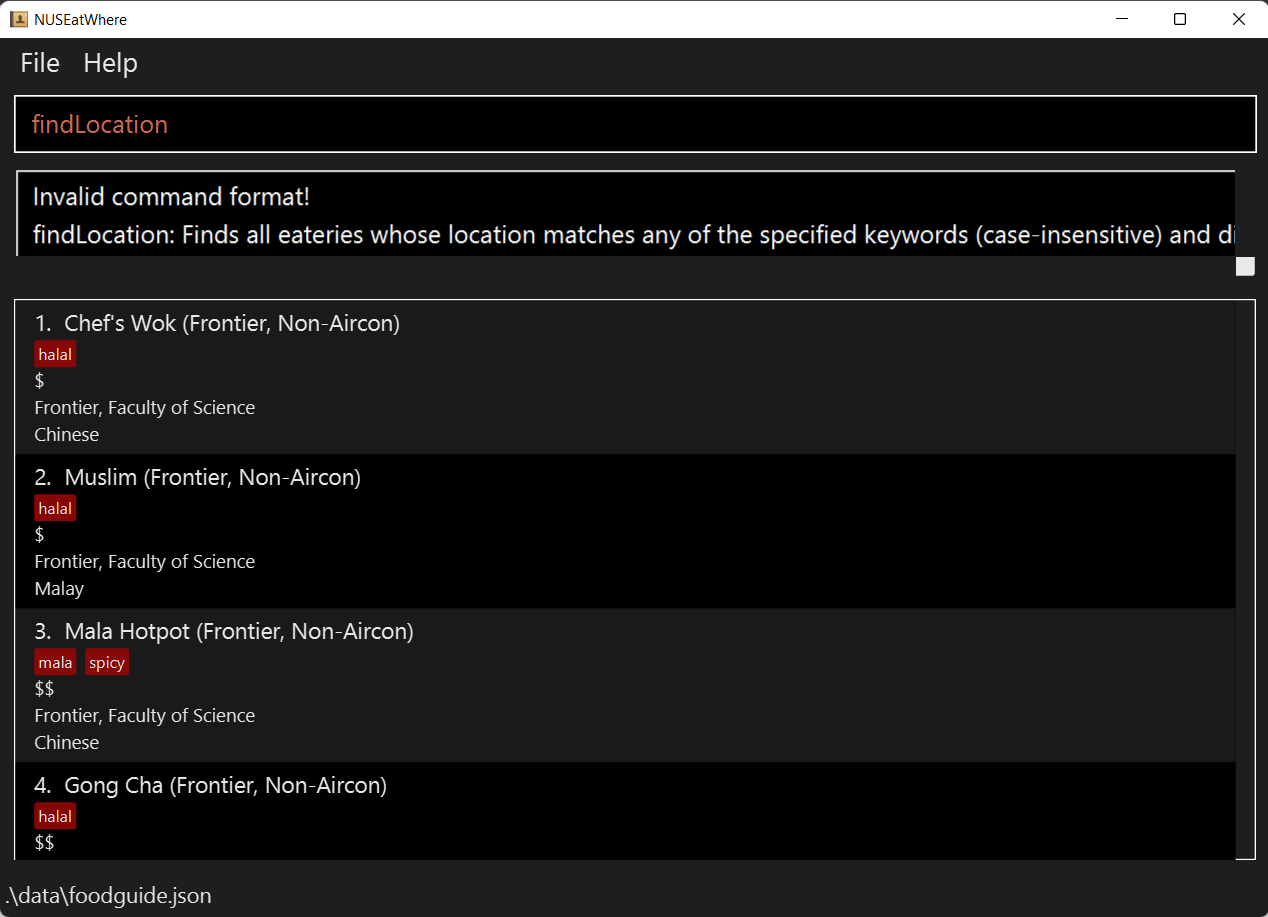 NUSEatWhere
File Help
findLocation
Invalid command format!
findLocation: Finds all eateries whose location matches any of the specified keywords (case-insensitive) and
1. Chef's Wok (Frontier, Non-Aircon)
halal
$
Frontier, Faculty of Science
Chinese
2. Muslim (Frontier, Non-Aircon)
halal
$
Frontier, Faculty of Science
Malay
3. Mala Hotpot (Frontier, Non-Aircon)
mala spicy
$$
Frontier, Faculty of Science
Chinese
4. Gong Cha (Frontier, Non-Aircon)
halal
$$
.\data\foodguide.json